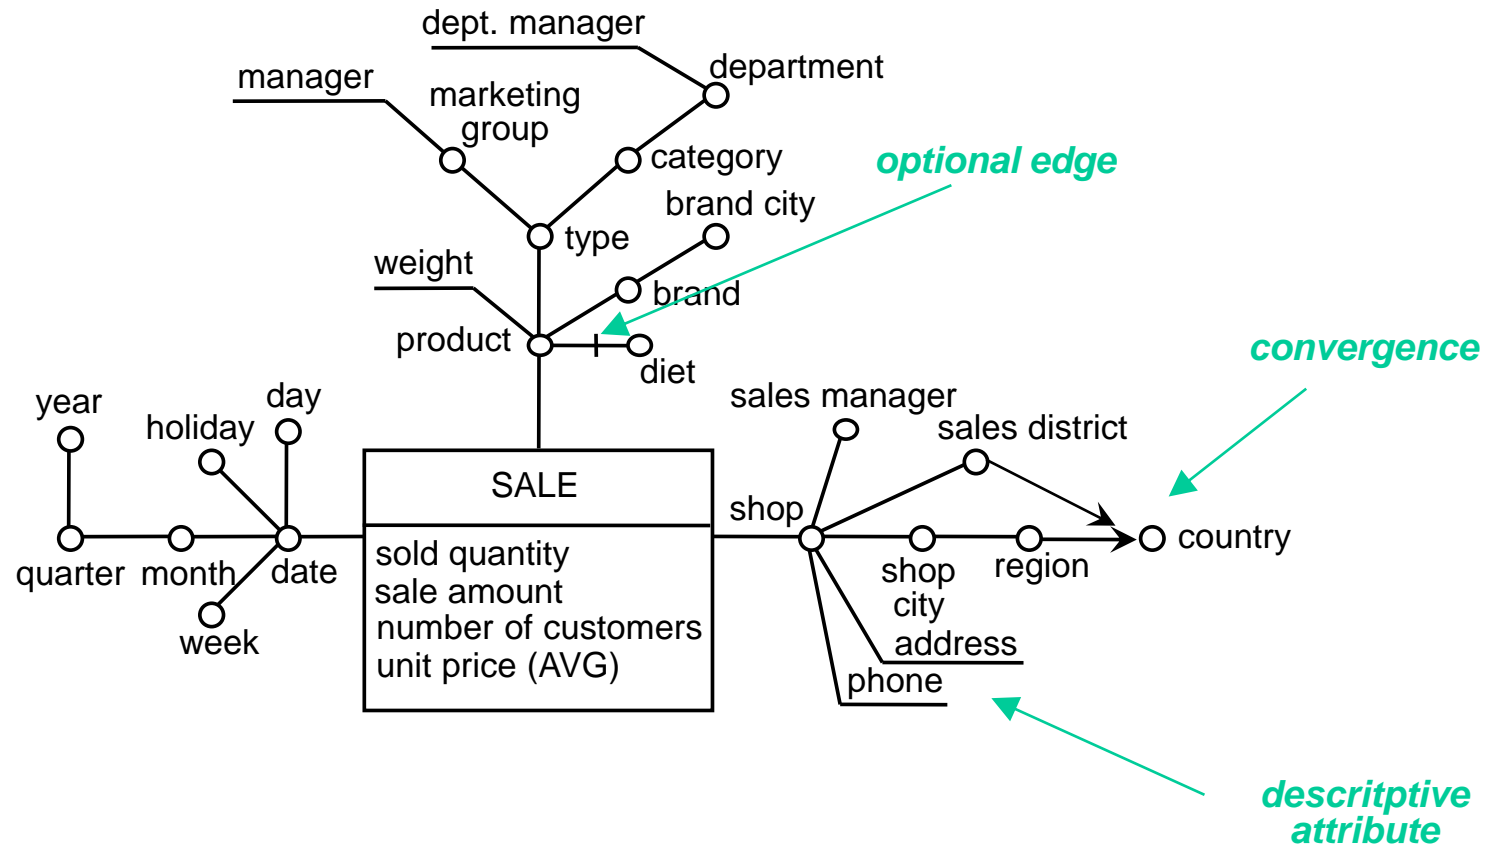 dept. manager
department
manager
marketing
group
category
optional edge
brand city
type
weight
brand
product
diet
convergence
year
day
holiday
sales manager
sales district
SALE
shop
country
quarter
month
date
week
sold quantity
sale amount
number of customers
unit price (AVG)
shop
city
region
address
phone
descritptive
attribute